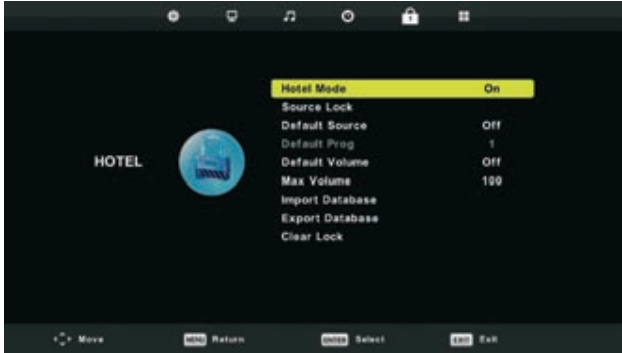 HOTEL
Hotel Mode On
Source Lock
Default Source Off
Default Prog 1
Default Volume Off
Max Volume 100
Import Database
Export Database
Clear Lock
Move MENU Return ENTER Select EXIT Exit